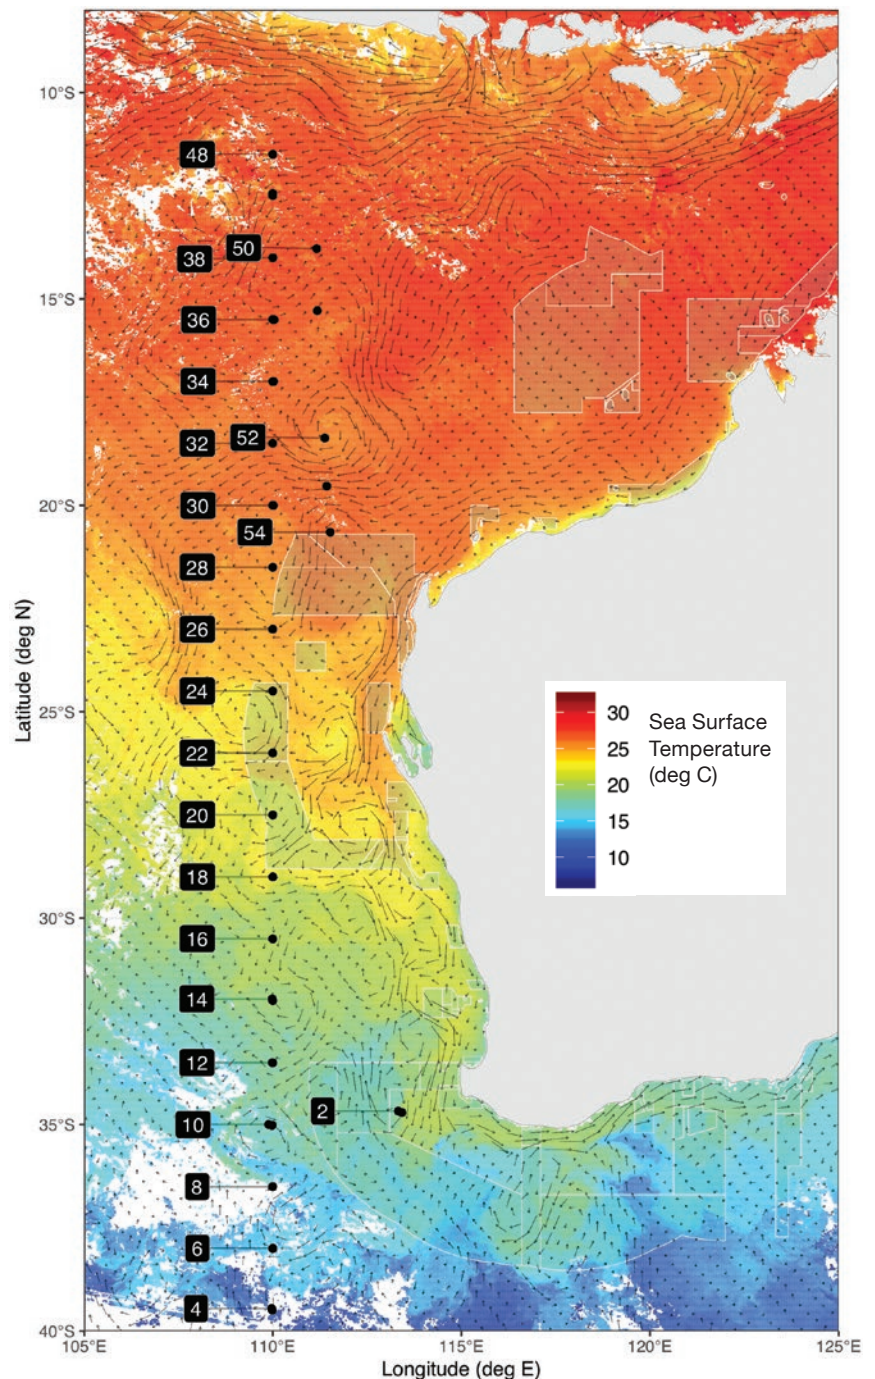 10°S
48
50
38
15°S
36
34
52
32
20°S
30
54
28
26
24
25°S
22
20
18
30°S
16
14
12
2
35°S
10
8
6
4
40°S
105°E
110°E
115°E
120°E
125°E
Latitude (deg N)
Longitude (deg E)
30
25
20
15
10
Sea Surface
Temperature
(deg C)